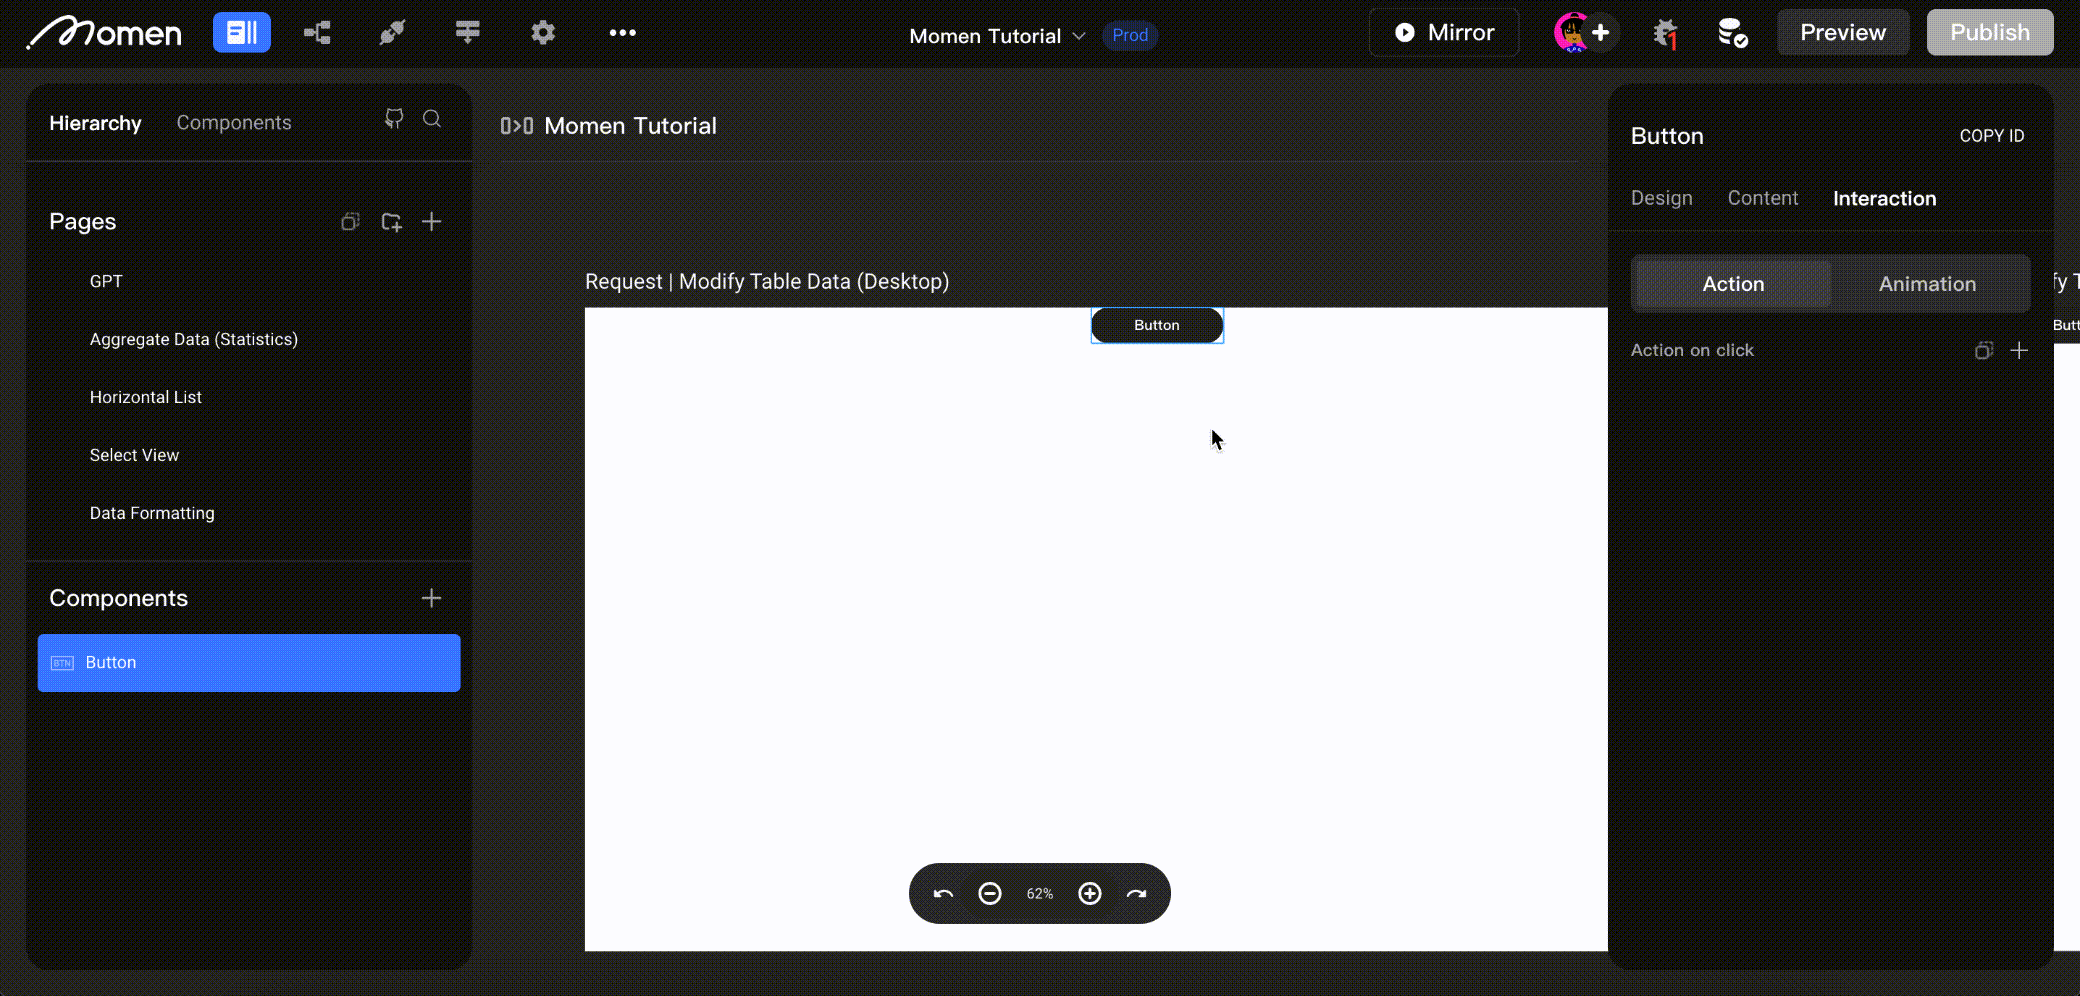 Momen
Momen Tutorial
Prod
Mirror
1
Preview
Publish
Hierarchy
Components
Pages
GPT
Aggregate Data (Statistics)
Horizontal List
Select View
Data Formatting
Components
BTN Button
Momen Tutorial
Request | Modify Table Data (Desktop)
Button
62%
Button
COPY ID
Design
Content
Interaction
Action
Animation
Action on click